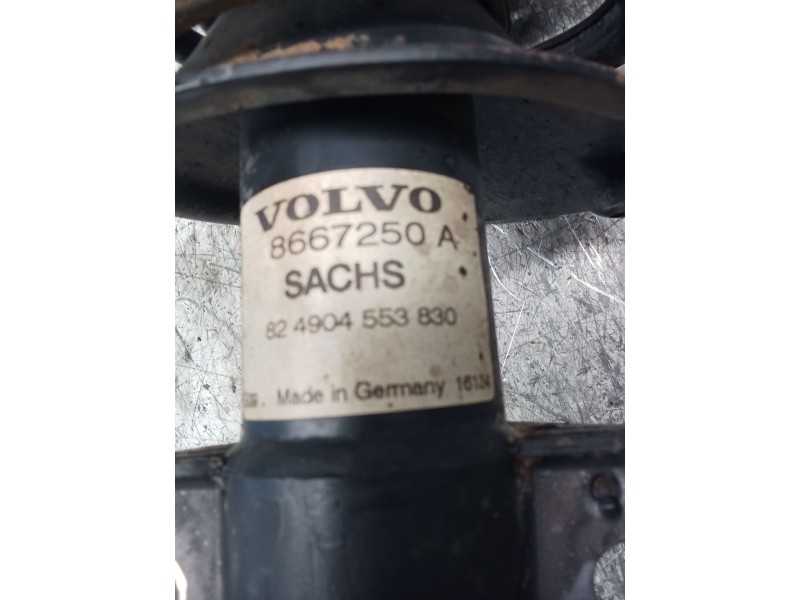 VOLVO
8667250 A
SACHS
82 4904 553 830
Made in Germany 16134